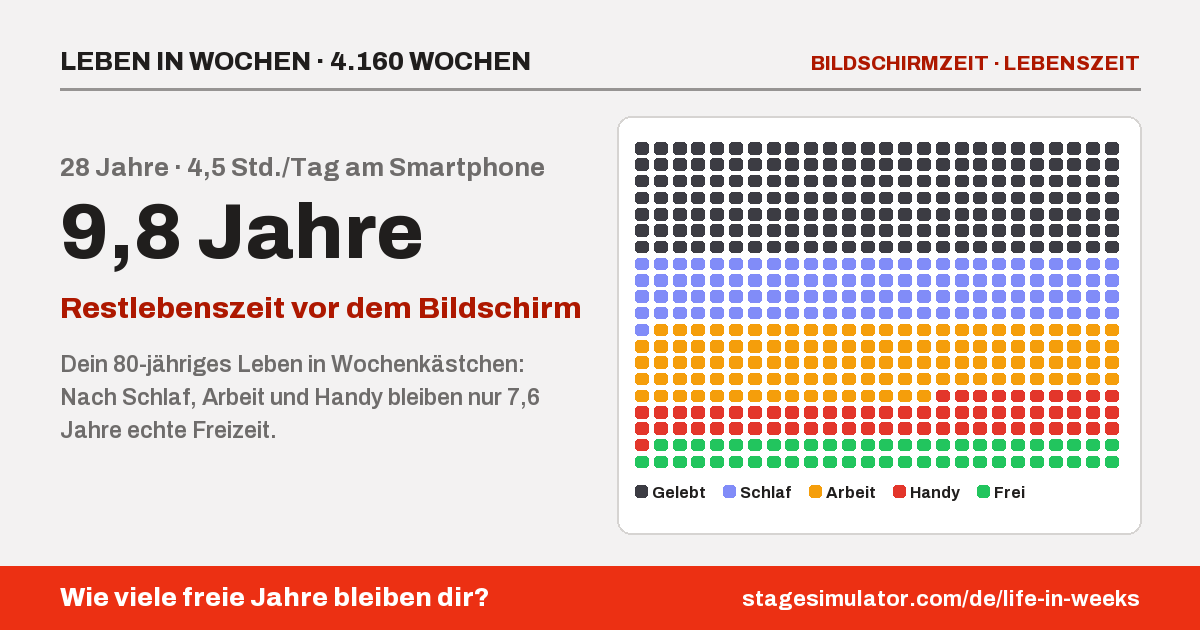 LEBEN IN WOCHEN · 4.160 WOCHEN
BILDSCHIRMZEIT · LEBENSZEIT
28 Jahre · 4,5 Std./Tag am Smartphone
9,8 Jahre
Restlebenszeit vor dem Bildschirm
Dein 80-jähriges Leben in Wochenkästchen:
Nach Schlaf, Arbeit und Handy bleiben nur 7,6
Jahre echte Freizeit.
Gelebt Schlaf Arbeit Handy Frei
Wie viele freie Jahre bleiben dir?
stagesimulator.com/de/life-in-weeks